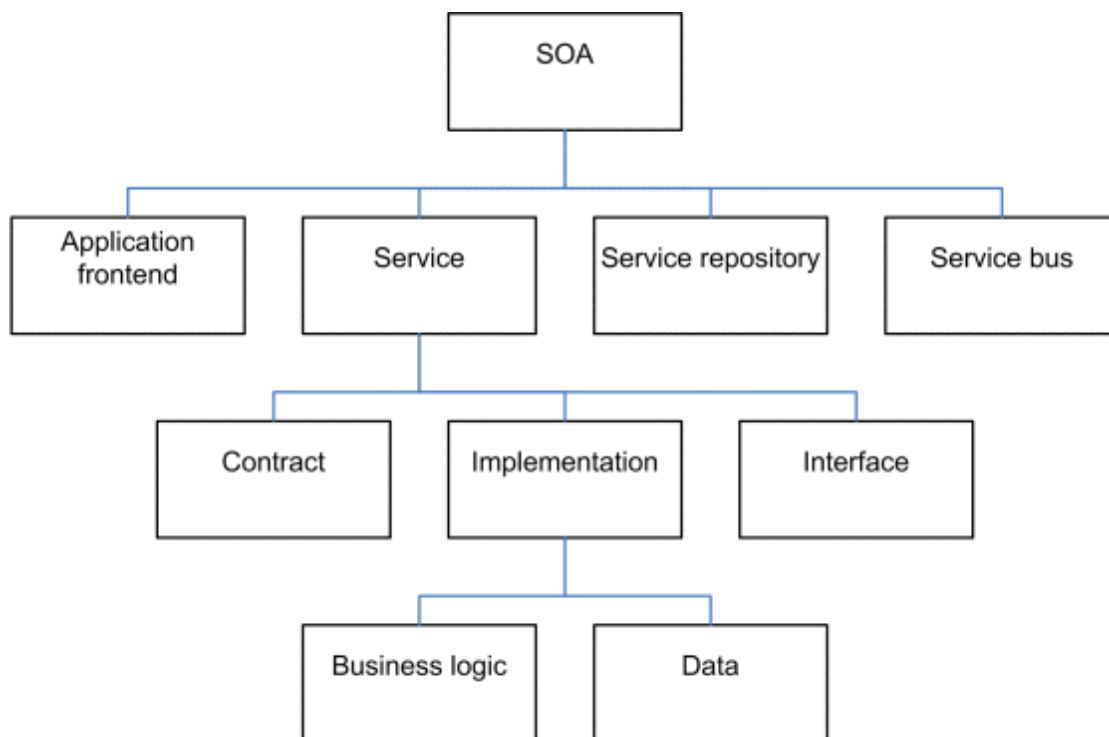 SOA
Application
frontend
Service
Service repository
Service bus
Contract
Implementation
Interface
Business logic
Data